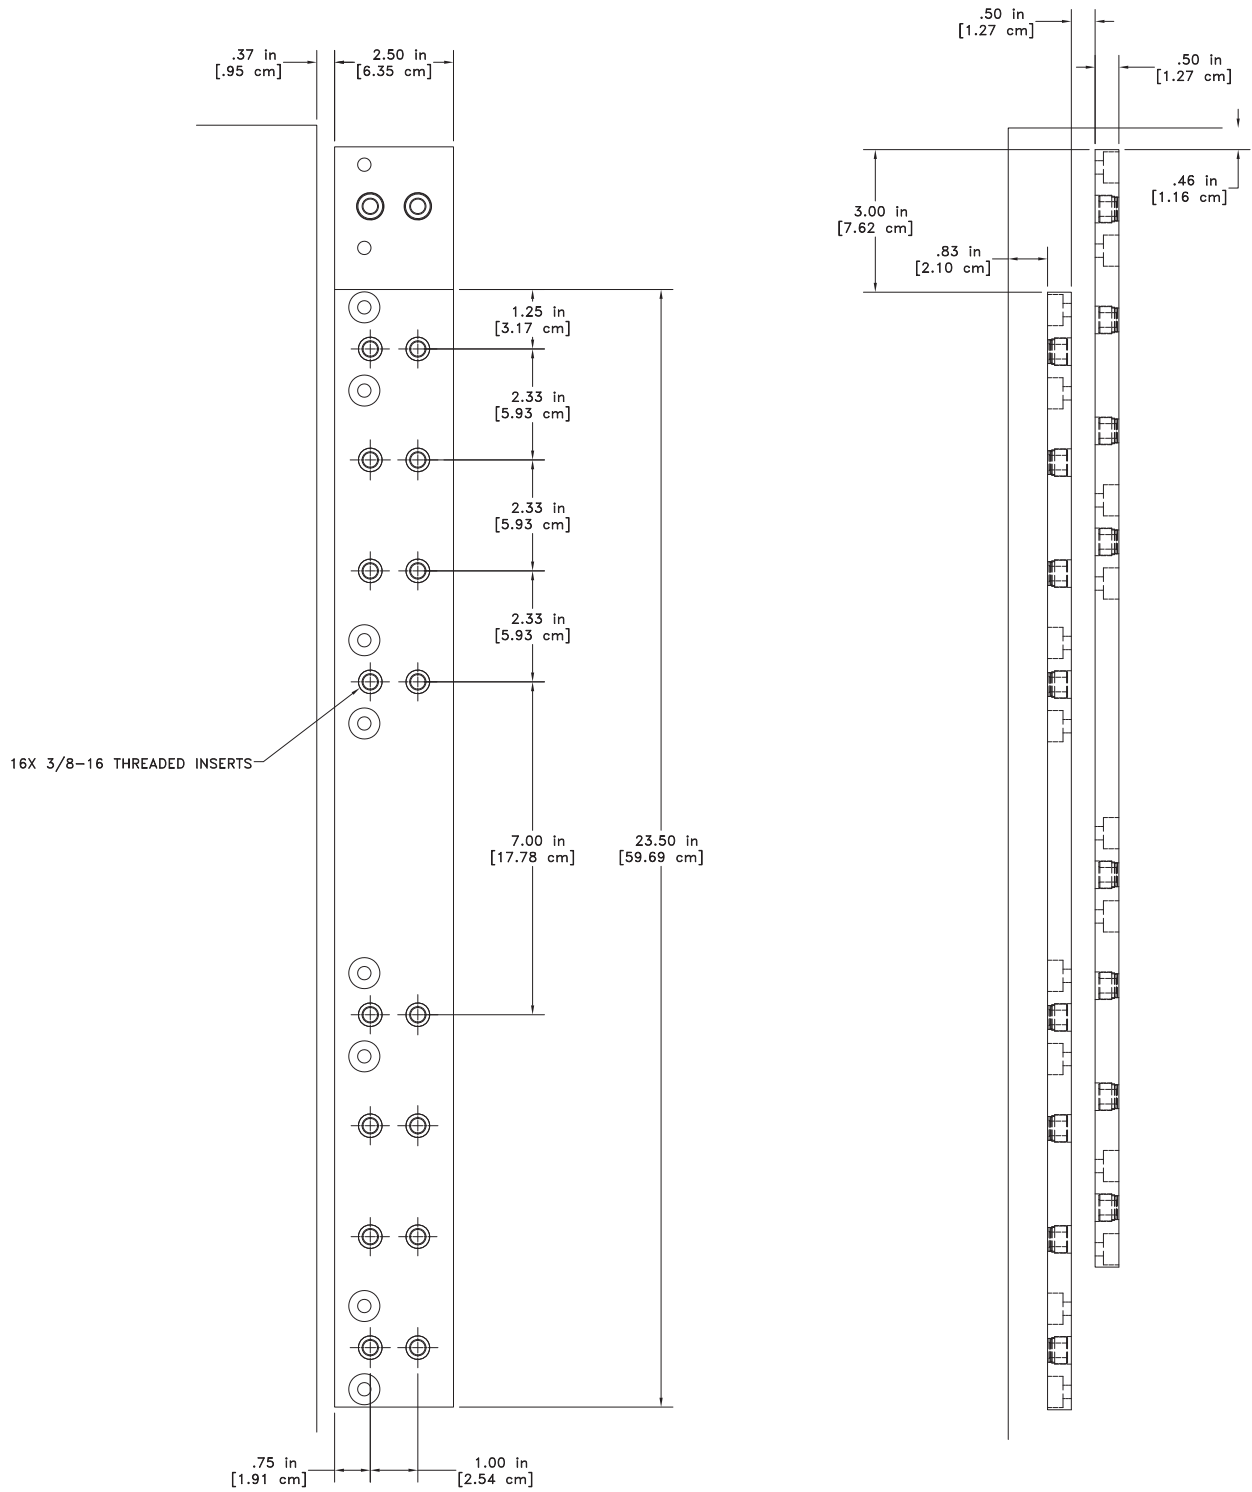 .50 in
[1.27 cm]
.37 in
[.95 cm]
2.50 in
[6.35 cm]
.50 in
[1.27 cm]
.46 in
[1.16 cm]
3.00 in
[7.62 cm]
.83 in
[2.10 cm]
1.25 in
[3.17 cm]
2.33 in
[5.93 cm]
2.33 in
[5.93 cm]
2.33 in
[5.93 cm]
16X 3/8-16 THREADED INSERTS
7.00 in
[17.78 cm]
23.50 in
[59.69 cm]
.75 in
[1.91 cm]
1.00 in
[2.54 cm]